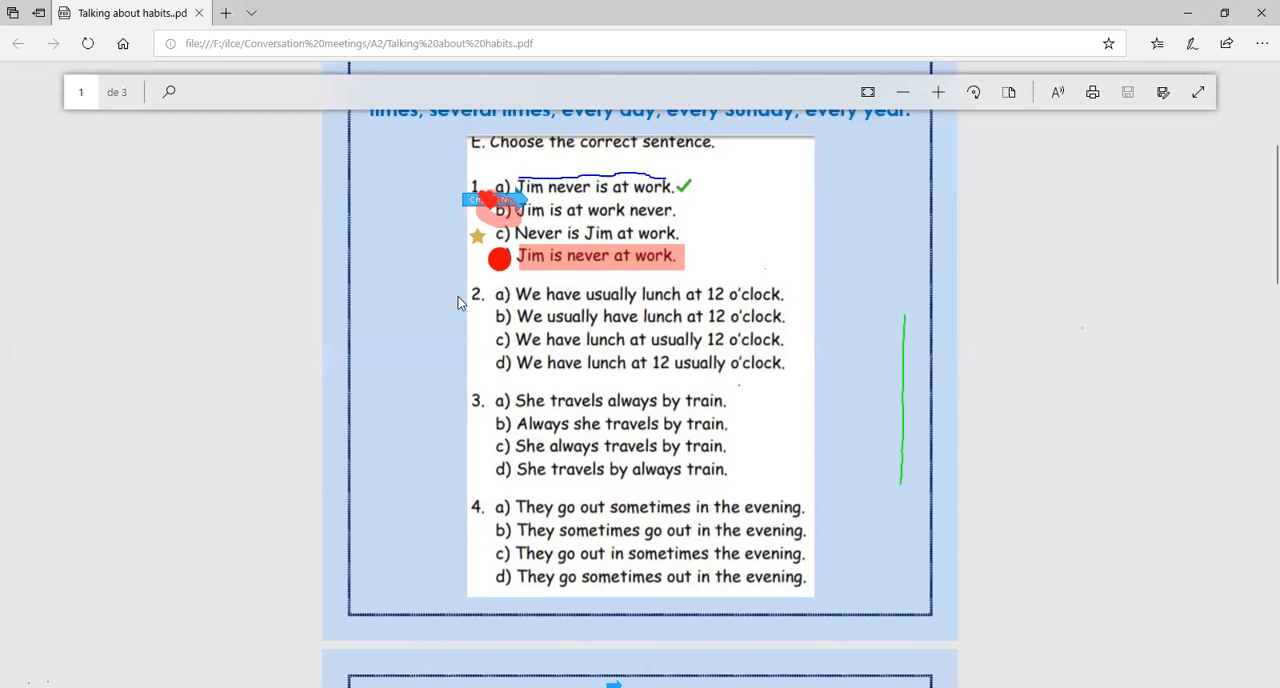 Talking about habits..pd
file:///F:/ilce/Conversation%20meetings/A2/Talking%20about%20habits..pdf
1 de 3
times, several times, every day, every Sunday, every year.
E. Choose the correct sentence.
1. a) Jim never is at work.
b) Jim is at work never.
c) Never is Jim at work.
Jim is never at work.
2. a) We have usually lunch at 12 o'clock.
b) We usually have lunch at 12 o'clock.
c) We have lunch at usually 12 o'clock.
d) We have lunch at 12 usually o'clock.
3. a) She travels always by train.
b) Always she travels by train.
c) She always travels by train.
d) She travels by always train.
4. a) They go out sometimes in the evening.
b) They sometimes go out in the evening.
c) They go out in sometimes the evening.
d) They go sometimes out in the evening.